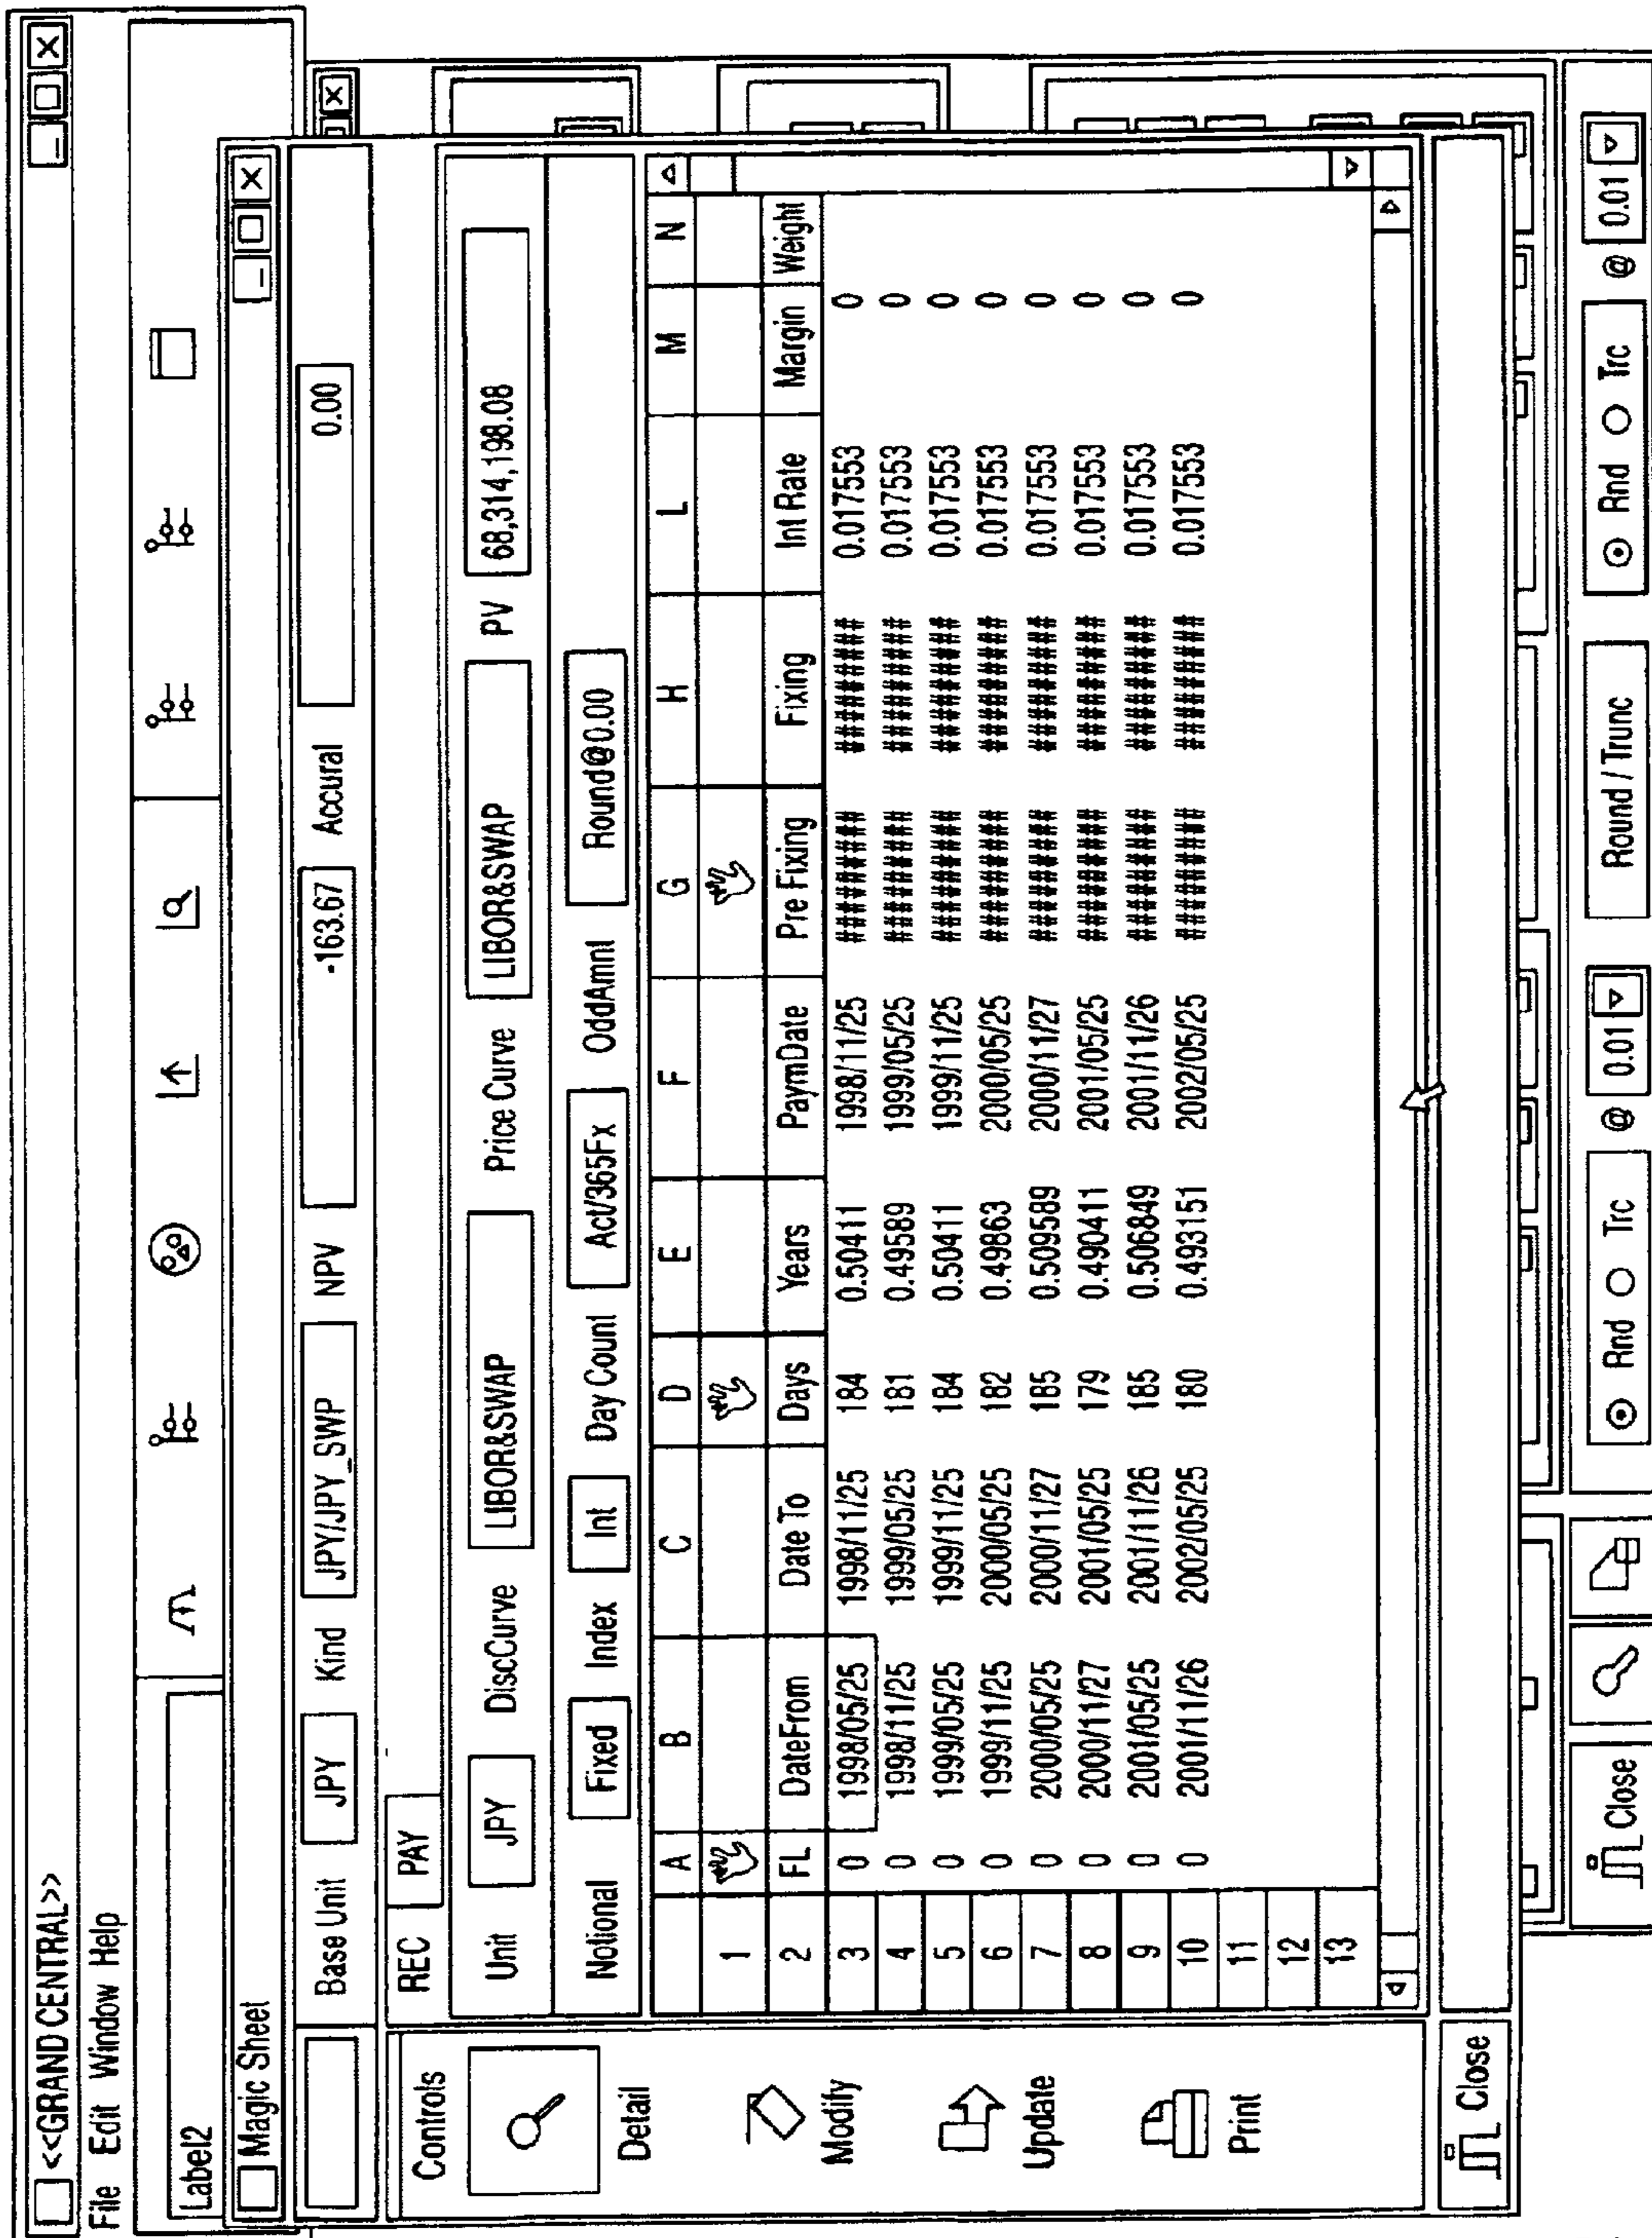 <<GRAND CENTRAL>>
File Edit Window Help
Label2
Magic Sheet
Base Unit JPY Kind JPY/JPY_SWP NPV -163.67 Accural 0.00
Controls
REC PAY
Unit JPY DiscCurve LIBOR&SWAP Price Curve LIBOR&SWAP PV 68,314,198.08
Notional Fixed Index Int Day Count Act/365Fx OddAmnl Round@0.00
A B C D E F G H L M N
1
2 FL DateFrom Date To Days Years PaymDate Pre Fixing Fixing Int Rate Margin Weight
3 0 1998/05/25 1998/11/25 184 0.50411 1998/11/25 ######## ######## 0.017553 0
4 0 1998/11/25 1999/05/25 181 0.49589 1999/05/25 ######## ######## 0.017553 0
5 0 1999/05/25 1999/11/25 184 0.50411 1999/11/25 ######## ######## 0.017553 0
6 0 1999/11/25 2000/05/25 182 0.49863 2000/05/25 ######## ######## 0.017553 0
7 0 2000/05/25 2000/11/27 185 0.509589 2000/11/27 ######## ######## 0.017553 0
8 0 2000/11/27 2001/05/25 179 0.490411 2001/05/25 ######## ######## 0.017553 0
9 0 2001/05/25 2001/11/26 185 0.506849 2001/11/26 ######## ######## 0.017553 0
10 0 2001/11/26 2002/05/25 180 0.493151 2002/05/25 ######## ######## 0.017553 0
11
12
13
Detail
Modify
Update
Print
Close
Close Rnd Trc @ 0.01 Round / Trunc Rnd Trc @ 0.01